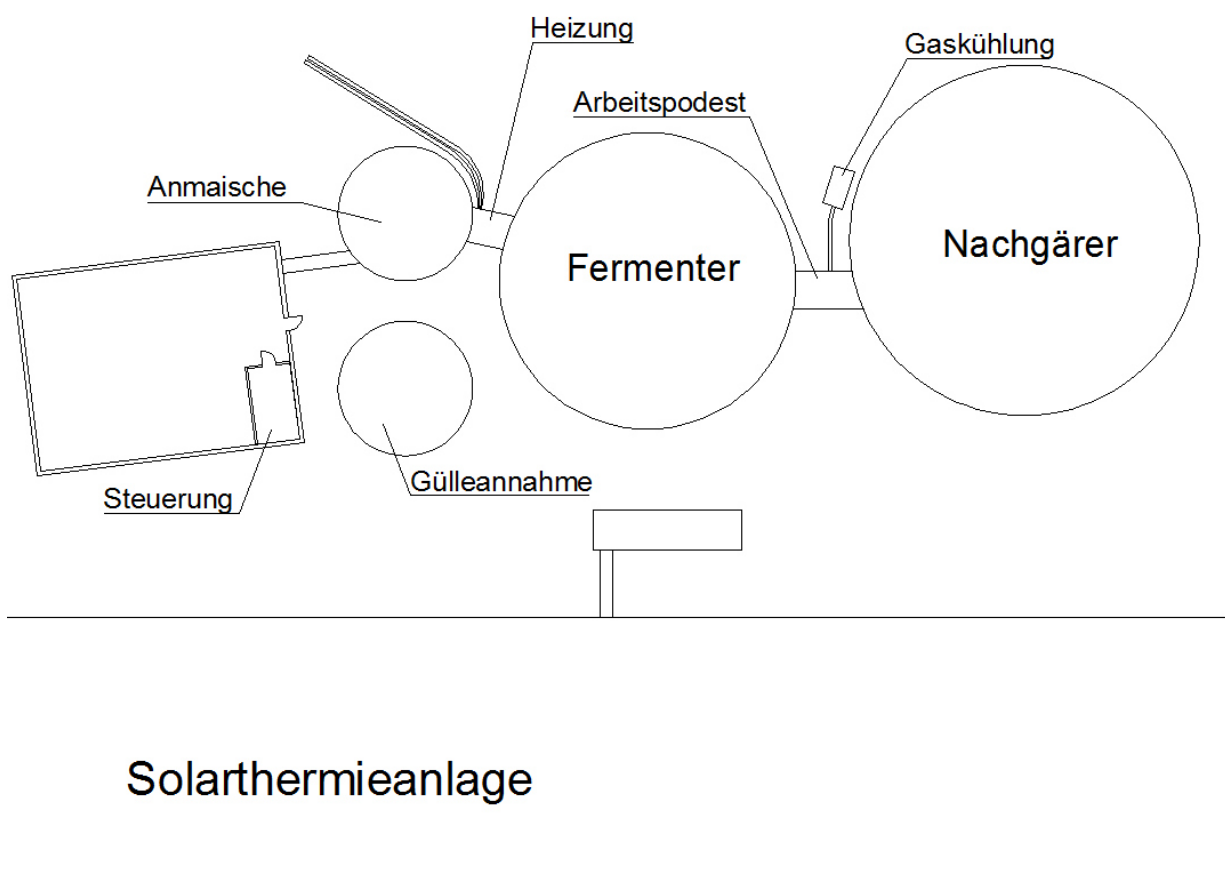 Heizung
Gaskühlung
Arbeitspodest
Anmaische
Nachgärer
Fermenter
Gülleannahme
Steuerung
Solarthermieanlage